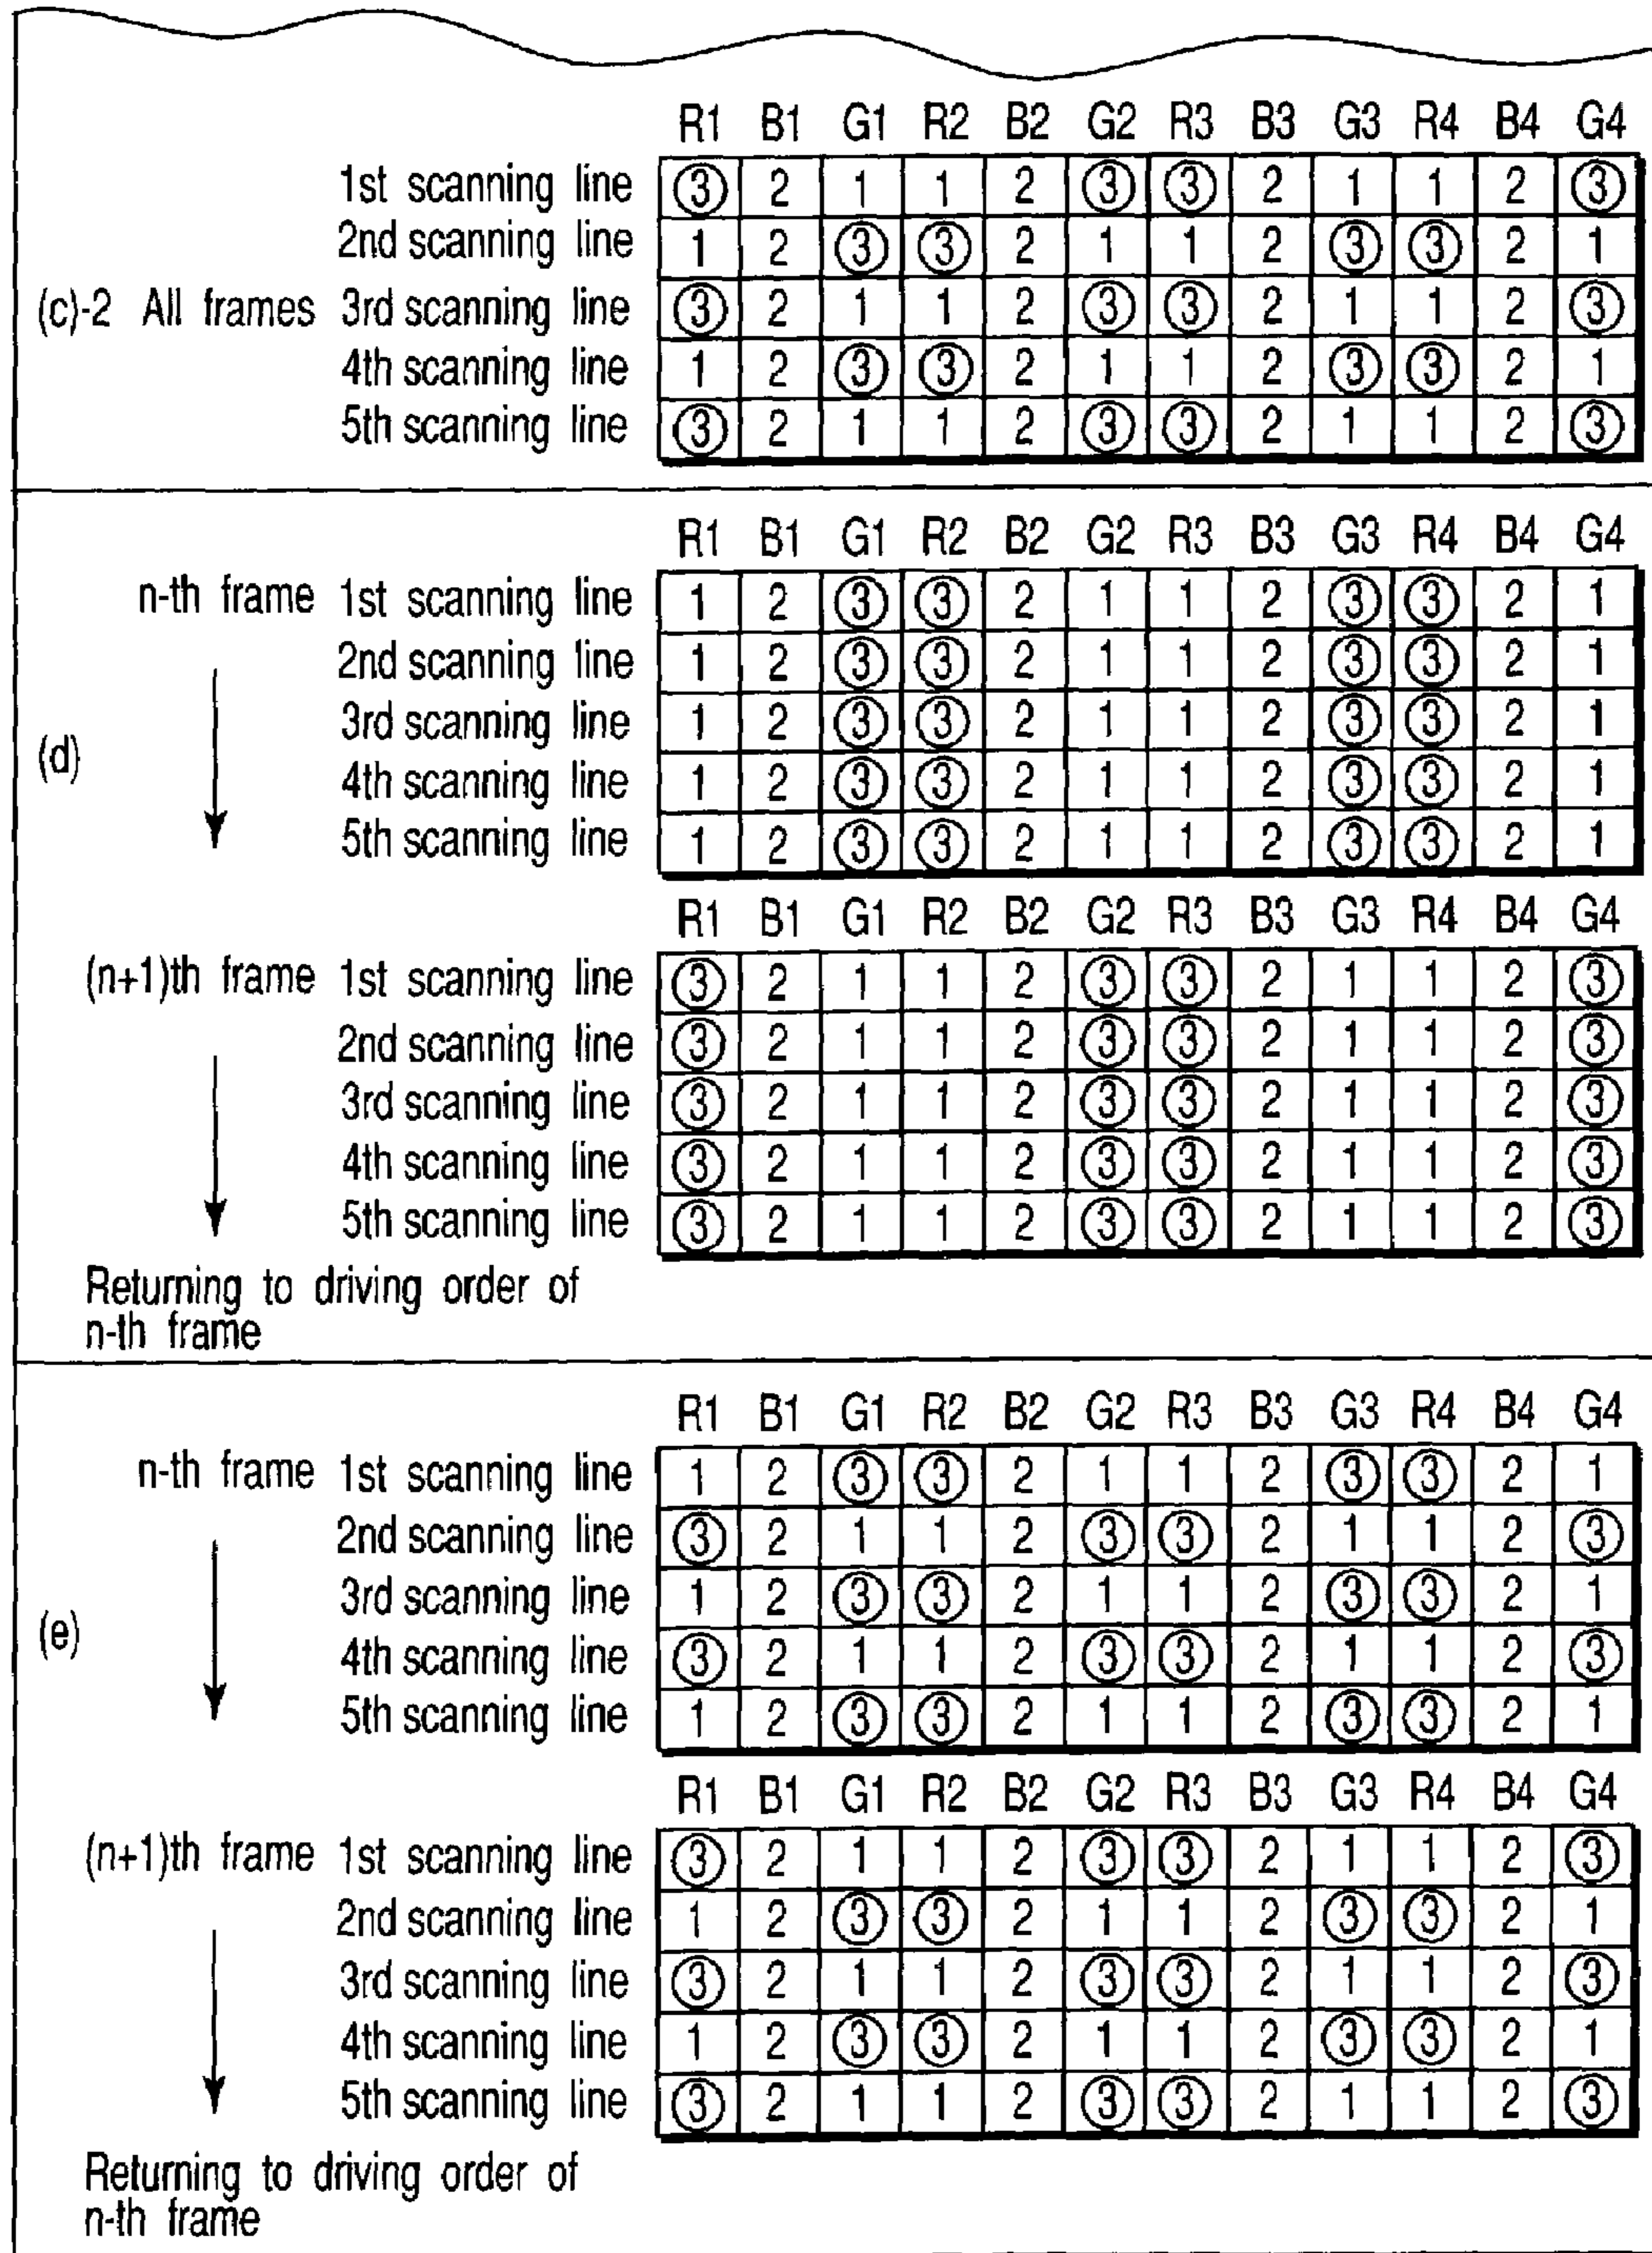 R1 B1 G1 R2 B2 G2 R3 B3 G3 R4 B4 G4
1st scanning line ③ 2 1 1 2 ③ ③ 2 1 1 2 ③
2nd scanning line 1 2 ③ ③ 2 1 1 2 ③ ③ 2 1
(c)-2 All frames 3rd scanning line ③ 2 1 1 2 ③ ③ 2 1 1 2 ③
4th scanning line 1 2 ③ ③ 2 1 1 2 ③ ③ 2 1
5th scanning line ③ 2 1 1 2 ③ ③ 2 1 1 2 ③
R1 B1 G1 R2 B2 G2 R3 B3 G3 R4 B4 G4
n-th frame 1st scanning line 1 2 ③ ③ 2 1 1 2 ③ ③ 2 1
2nd scanning line 1 2 ③ ③ 2 1 1 2 ③ ③ 2 1
3rd scanning line 1 2 ③ ③ 2 1 1 2 ③ ③ 2 1
(d)
4th scanning line 1 2 ③ ③ 2 1 1 2 ③ ③ 2 1
5th scanning line 1 2 ③ ③ 2 1 1 2 ③ ③ 2 1
R1 B1 G1 R2 B2 G2 R3 B3 G3 R4 B4 G4
(n+1)th frame 1st scanning line ③ 2 1 1 2 ③ ③ 2 1 1 2 ③
2nd scanning line ③ 2 1 1 2 ③ ③ 2 1 1 2 ③
3rd scanning line ③ 2 1 1 2 ③ ③ 2 1 1 2 ③
4th scanning line ③ 2 1 1 2 ③ ③ 2 1 1 2 ③
5th scanning line ③ 2 1 1 2 ③ ③ 2 1 1 2 ③
Returning to driving order of
n-th frame
R1 B1 G1 R2 B2 G2 R3 B3 G3 R4 B4 G4
n-th frame 1st scanning line 1 2 ③ ③ 2 1 1 2 ③ ③ 2 1
2nd scanning line ③ 2 1 1 2 ③ ③ 2 1 1 2 ③
3rd scanning line 1 2 ③ ③ 2 1 1 2 ③ ③ 2 1
(e)
4th scanning line ③ 2 1 1 2 ③ ③ 2 1 1 2 ③
5th scanning line 1 2 ③ ③ 2 1 1 2 ③ ③ 2 1
R1 B1 G1 R2 B2 G2 R3 B3 G3 R4 B4 G4
(n+1)th frame 1st scanning line ③ 2 1 1 2 ③ ③ 2 1 1 2 ③
2nd scanning line 1 2 ③ ③ 2 1 1 2 ③ ③ 2 1
3rd scanning line ③ 2 1 1 2 ③ ③ 2 1 1 2 ③
4th scanning line 1 2 ③ ③ 2 1 1 2 ③ ③ 2 1
5th scanning line ③ 2 1 1 2 ③ ③ 2 1 1 2 ③
Returning to driving order of
n-th frame